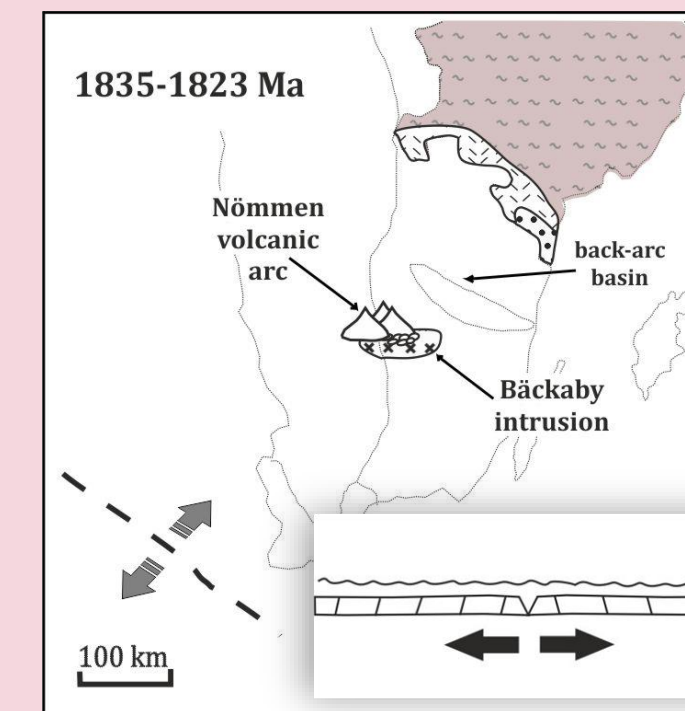 1835-1823 Ma
Nömmen
volcanic
arc
back-arc
basin
Bäckaby
intrusion
100 km